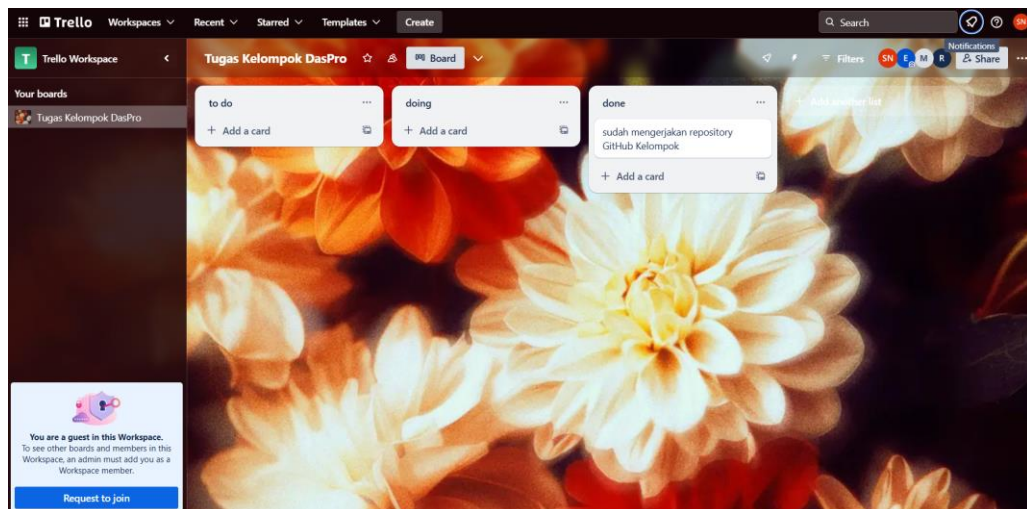 Trello
Workspaces
Recent
Starred
Templates
Create
Search
SN
T Trello Workspace
Tugas Kelompok DasPro
Board
Filters
SN E M R
Notifications
Share
Your boards
Tugas Kelompok DasPro
to do
+ Add a card
doing
+ Add a card
done
sudah mengerjakan repository
GitHub Kelompok
+ Add a card
+ Add another list
You are a guest in this Workspace.
To see other boards and members in this
Workspace, an admin must add you as a
Workspace member.
Request to join